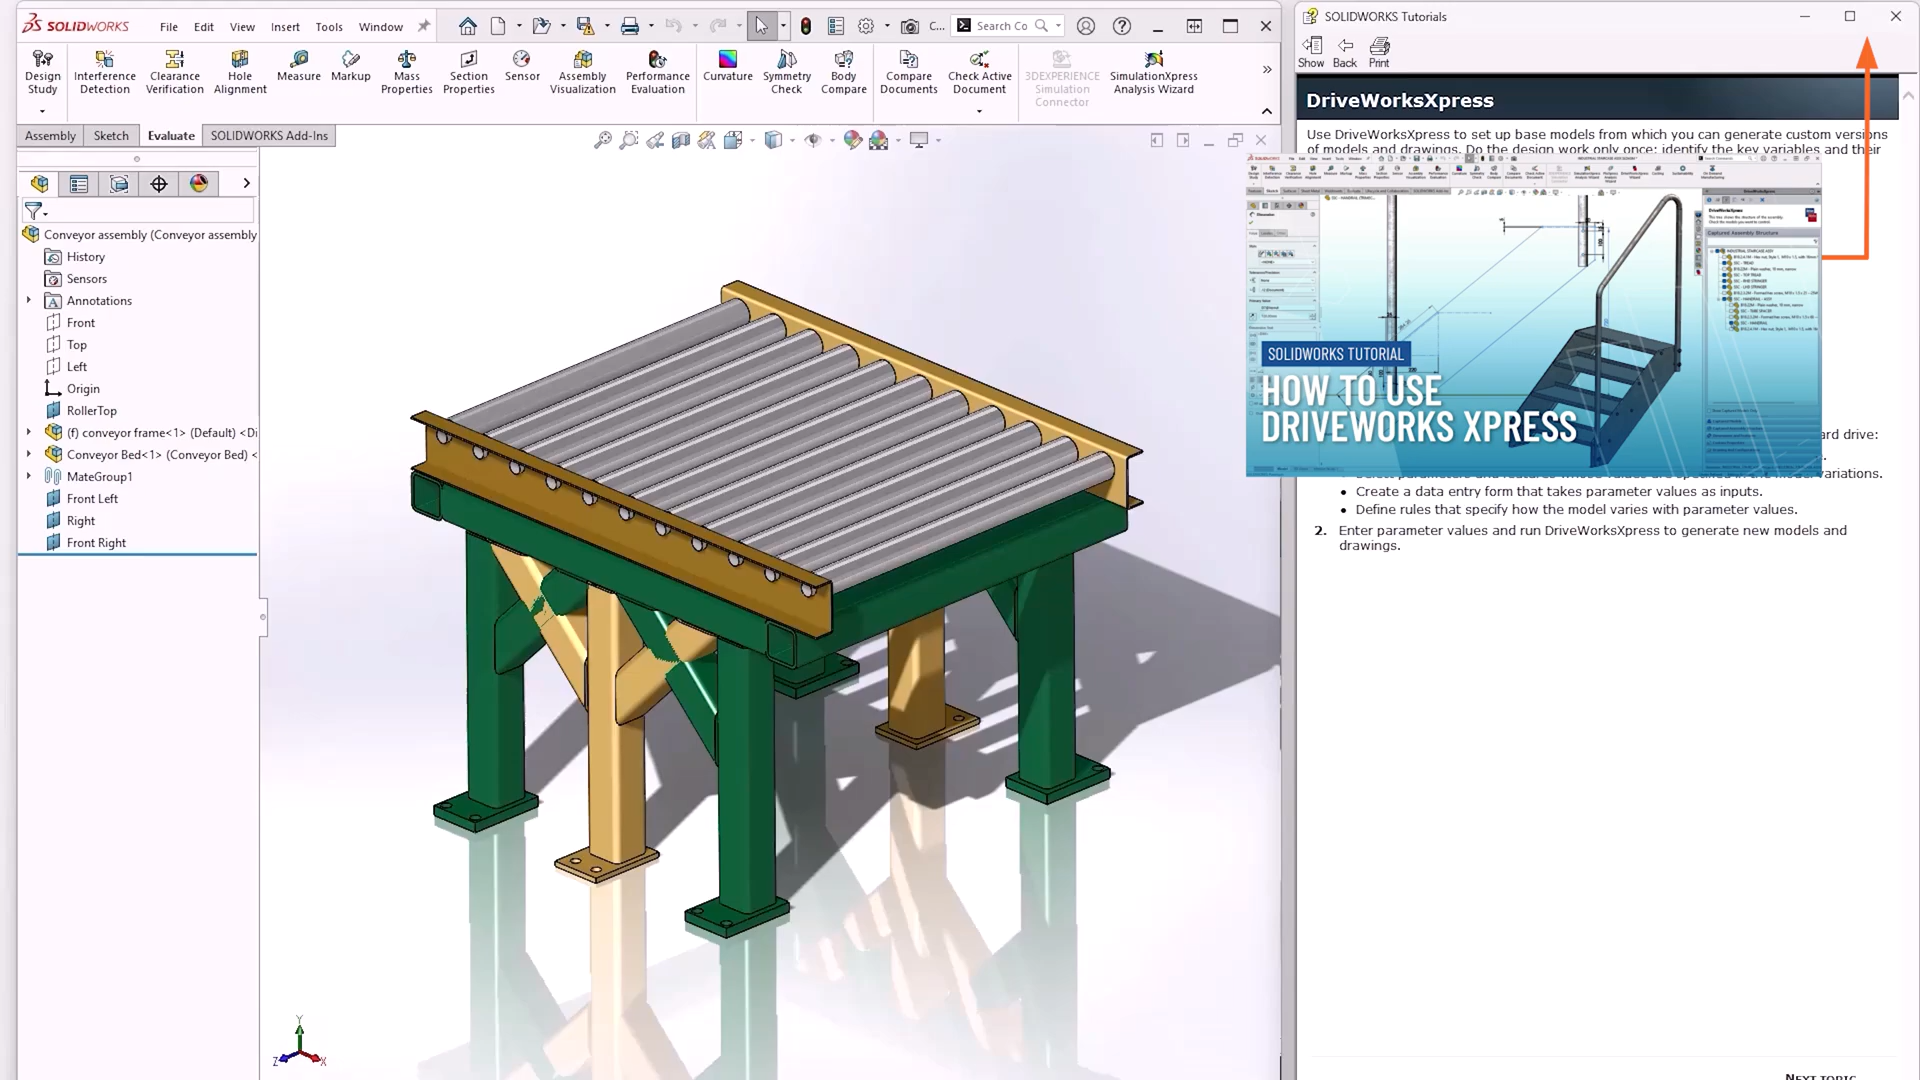 SOLIDWORKS
File Edit View Insert Tools Window
C...
Search Co
SOLIDWORKS Tutorials
Design Study
Interference Detection
Clearance Verification
Hole Alignment
Measure
Markup
Mass Properties
Section Properties
Sensor
Assembly Visualization
Performance Evaluation
Curvature
Symmetry Check
Body Compare
Compare Documents
Check Active Document
3DEXPERIENCE Simulation Connector
SimulationXpress Analysis Wizard
Show Back Print
Assembly Sketch Evaluate SOLIDWORKS Add-Ins
Conveyor assembly (Conveyor assembly
History
Sensors
Annotations
Front
Top
Left
Origin
RollerTop
(f) conveyor frame<1> (Default) <Di
Conveyor Bed<1> (Conveyor Bed) <
MateGroup1
Front Left
Right
Front Right
Y
Z
X
DriveWorksXpress
Use DriveWorksXpress to set up base models from which you can generate custom versions
of models and drawings. Do the design work only once: identify the key variables and their
SOLIDWORKS TUTORIAL
HOW TO USE
DRIVEWORKS XPRESS
ard drive:
variations.
• Create a data entry form that takes parameter values as inputs.
• Define rules that specify how the model varies with parameter values.
2. Enter parameter values and run DriveWorksXpress to generate new models and
drawings.